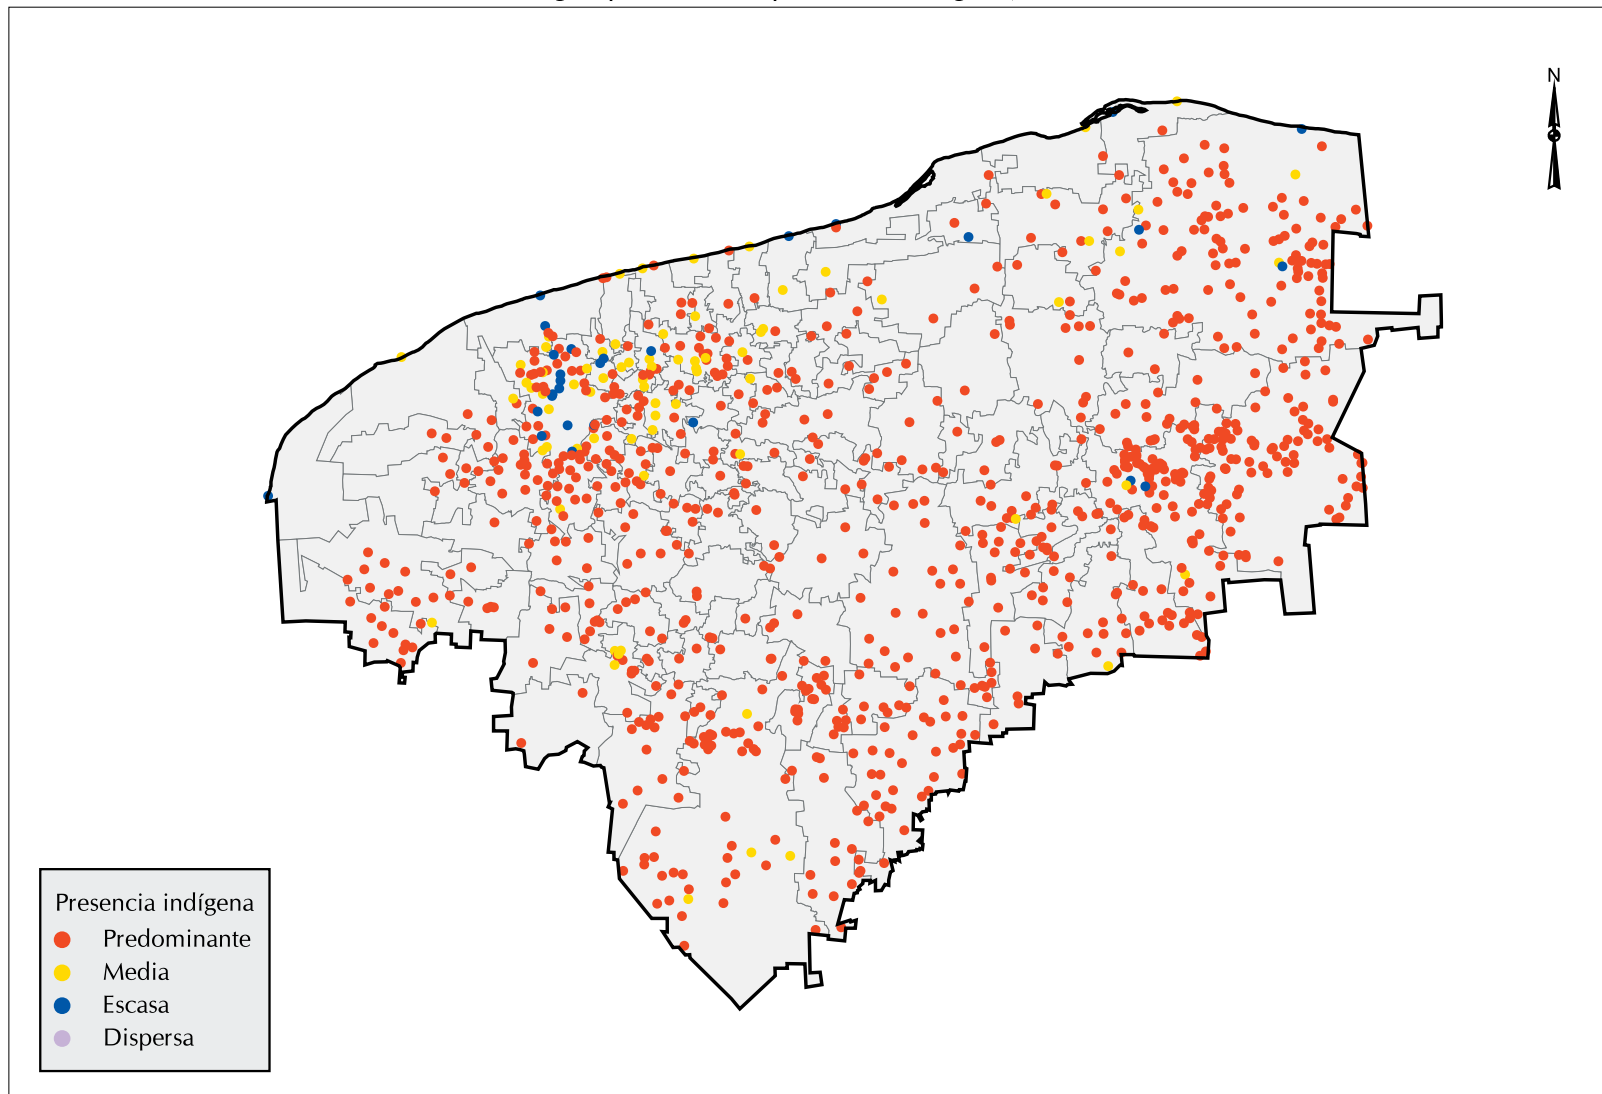 N
Presencia indígena
Predominante
Media
Escasa
Dispersa